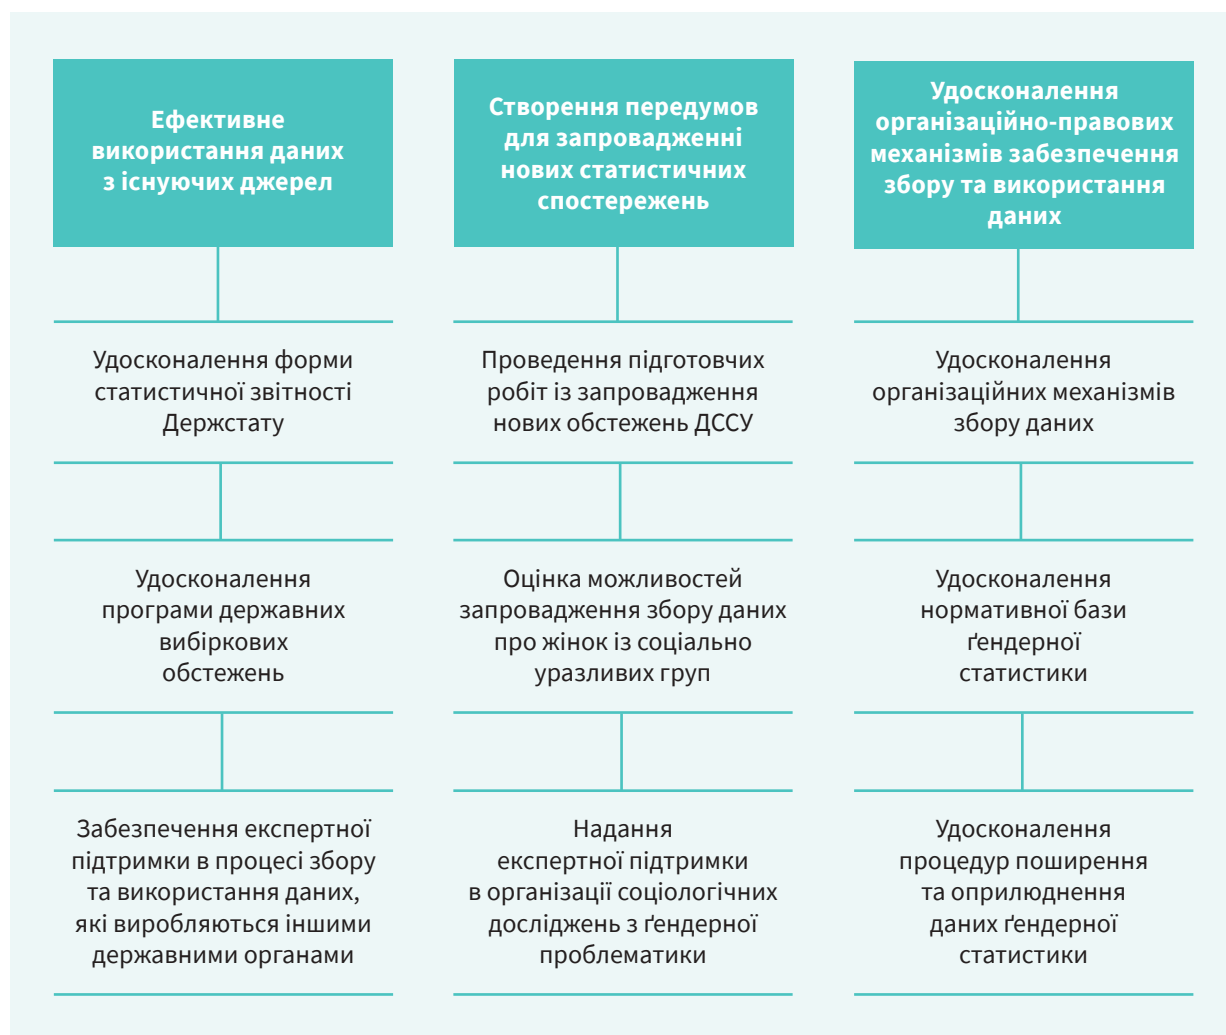 Ефективне
використання даних
з існуючих джерел
Удосконалення форми
статистичної звітності
Держстату
Удосконалення
програми державних
вибіркових
обстежень
Забезпечення експертної
підтримки в процесі збору
та використання даних,
які виробляються іншими
державними органами
Створення передумов
для запровадженні
нових статистичних
спостережень
Проведення підготовчих
робіт із запровадження
нових обстежень ДССУ
Оцінка можливостей
запровадження збору даних
про жінок із соціально
уразливих груп
Надання
експертної підтримки
в організації соціологічних
досліджень з ґендерної
проблематики
Удосконалення
організаційно-правових
механізмів забезпечення
збору та використання
даних
Удосконалення
організаційних механізмів
збору даних
Удосконалення
нормативної бази
ґендерної
статистики
Удосконалення
процедур поширення
та оприлюднення
даних ґендерної
статистики